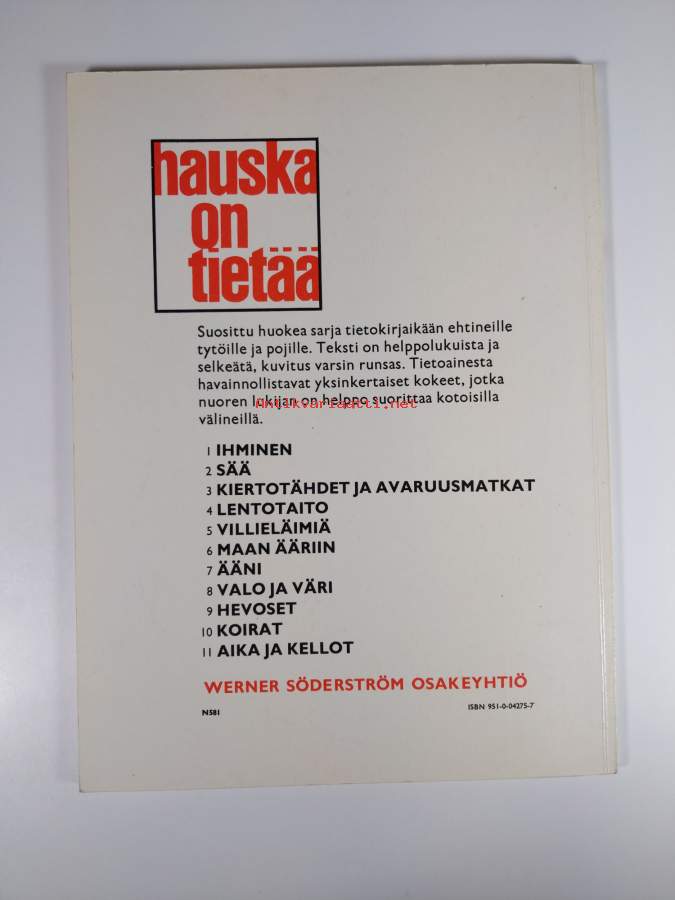 hauska
on
tietää
Suosittu huokea sarja tietokirjaikään ehtineille
tytöille ja pojille. Teksti on helppolukuista ja
selkeätä, kuvitus varsin runsas. Tietoainesta
havainnollistavat yksinkertaiset kokeet, jotka
nuoren lukijan on helppo suorittaa kotoisilla
Antikvariaatti.net
välineillä.
1 IHMINEN
2 SÄÄ
3 KIERTOTÄHDET JA AVARUUSMATKAT
4 LENTOTAITO
5 VILLIELÄIMIÄ
6 MAAN ÄÄRIIN
7 ÄÄNI
8 VALO JA VÄRI
9 HEVOSET
10 KOIRAT
11 AIKA JA KELLOT
WERNER SÖDERSTRÖM OSAKEYHTIÖ
N581 ISBN 951-0-04275-7